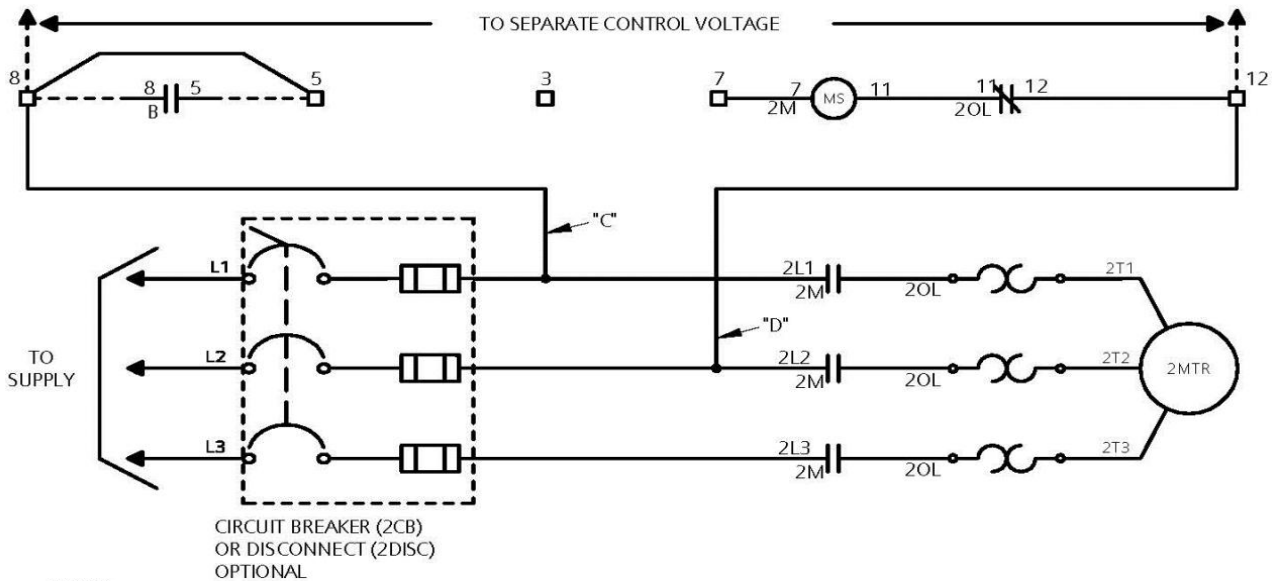 TO SEPARATE CONTROL VOLTAGE
8 5 3 7 12
8 5 7 MS 11 11 12
B 2M 2OL
"C"
L1 2L1 2T1
2M 2OL
"D"
TO SUPPLY
L2 2L2 2T2
2M 2OL 2MTR
L3 2L3 2T3
2M 2OL
CIRCUIT BREAKER (2CB)
OR DISCONNECT (2DISC)
OPTIONAL